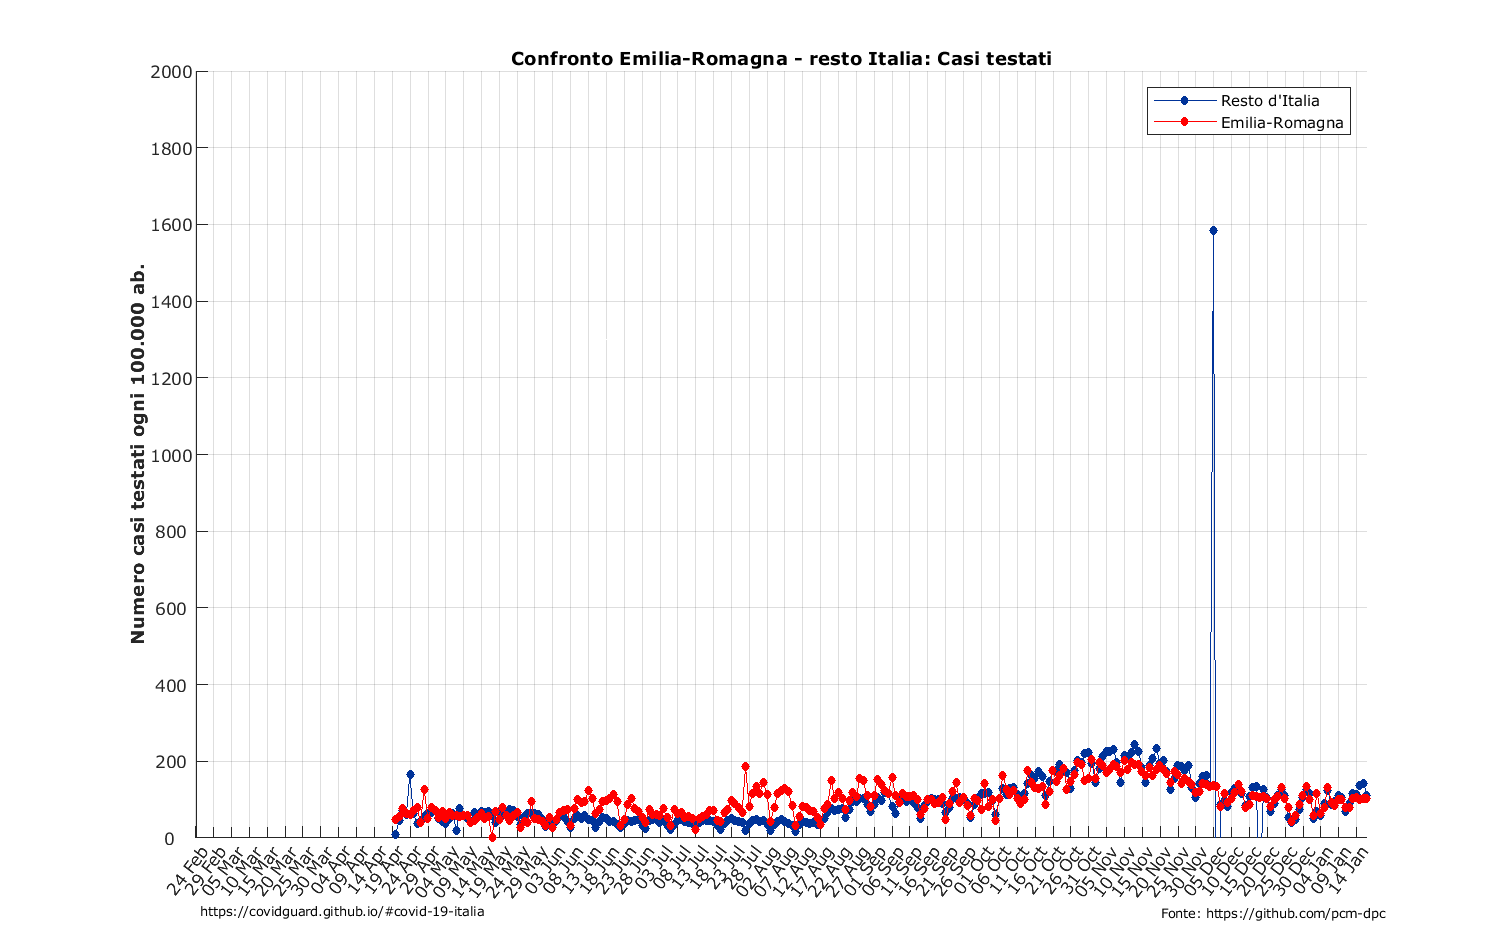 Confronto Emilia-Romagna - resto Italia: Casi testati
Resto d'Italia
Emilia-Romagna
Numero casi testati ogni 100.000 ab.
2000
1800
1600
1400
1200
1000
800
600
400
200
0
24 Feb
29 Feb
05 Mar
10 Mar
15 Mar
20 Mar
25 Mar
30 Mar
04 Apr
09 Apr
14 Apr
19 Apr
24 Apr
29 Apr
04 May
09 May
14 May
19 May
24 May
29 May
03 Jun
08 Jun
13 Jun
18 Jun
23 Jun
28 Jun
03 Jul
08 Jul
13 Jul
18 Jul
23 Jul
28 Jul
02 Aug
07 Aug
12 Aug
17 Aug
22 Aug
27 Aug
01 Sep
06 Sep
11 Sep
16 Sep
21 Sep
26 Sep
01 Oct
06 Oct
11 Oct
16 Oct
21 Oct
26 Oct
31 Oct
05 Nov
10 Nov
15 Nov
20 Nov
25 Nov
30 Nov
05 Dec
10 Dec
15 Dec
20 Dec
25 Dec
30 Dec
04 Jan
09 Jan
14 Jan
https://covidguard.github.io/#covid-19-italia
Fonte: https://github.com/pcm-dpc